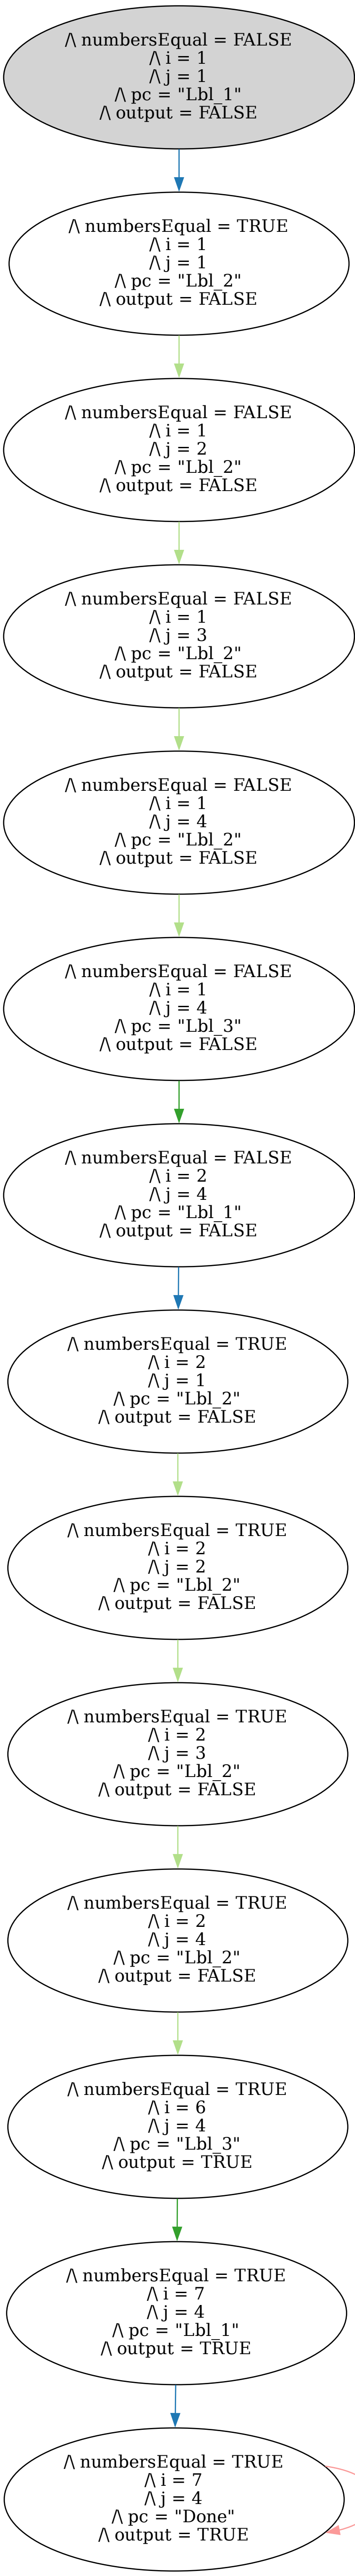 /\ numbersEqual = FALSE
/\ i = 1
/\ j = 1
/\ pc = "Lbl_1"
/\ output = FALSE
/\ numbersEqual = TRUE
/\ i = 1
/\ j = 1
/\ pc = "Lbl_2"
/\ output = FALSE
/\ numbersEqual = FALSE
/\ i = 1
/\ j = 2
/\ pc = "Lbl_2"
/\ output = FALSE
/\ numbersEqual = FALSE
/\ i = 1
/\ j = 3
/\ pc = "Lbl_2"
/\ output = FALSE
/\ numbersEqual = FALSE
/\ i = 1
/\ j = 4
/\ pc = "Lbl_2"
/\ output = FALSE
/\ numbersEqual = FALSE
/\ i = 1
/\ j = 4
/\ pc = "Lbl_3"
/\ output = FALSE
/\ numbersEqual = FALSE
/\ i = 2
/\ j = 4
/\ pc = "Lbl_1"
/\ output = FALSE
/\ numbersEqual = TRUE
/\ i = 2
/\ j = 1
/\ pc = "Lbl_2"
/\ output = FALSE
/\ numbersEqual = TRUE
/\ i = 2
/\ j = 2
/\ pc = "Lbl_2"
/\ output = FALSE
/\ numbersEqual = TRUE
/\ i = 2
/\ j = 3
/\ pc = "Lbl_2"
/\ output = FALSE
/\ numbersEqual = TRUE
/\ i = 2
/\ j = 4
/\ pc = "Lbl_2"
/\ output = FALSE
/\ numbersEqual = TRUE
/\ i = 6
/\ j = 4
/\ pc = "Lbl_3"
/\ output = TRUE
/\ numbersEqual = TRUE
/\ i = 7
/\ j = 4
/\ pc = "Lbl_1"
/\ output = TRUE
/\ numbersEqual = TRUE
/\ i = 7
/\ j = 4
/\ pc = "Done"
/\ output = TRUE